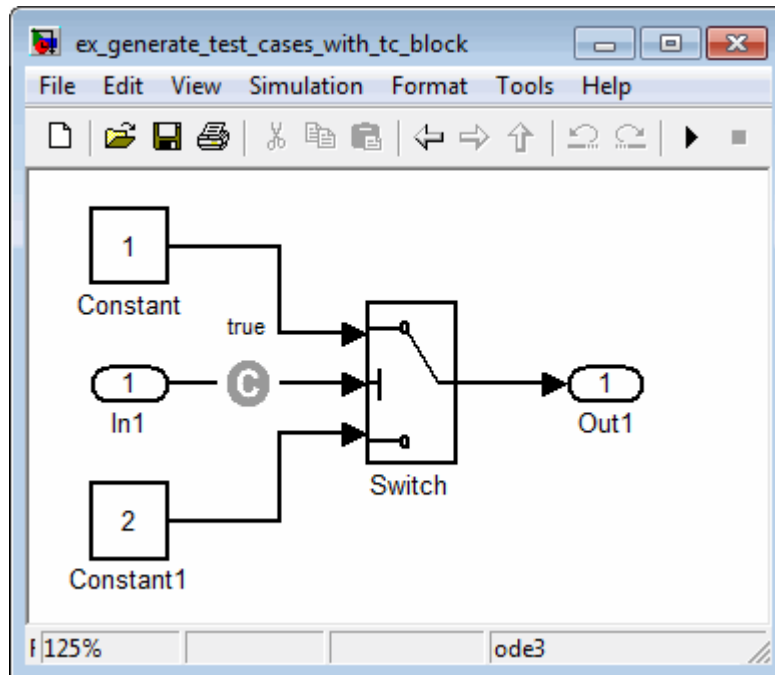 ex_generate_test_cases_with_tc_block
File Edit View Simulation Format Tools Help
1
Constant
true
1
In1
C
1
Out1
Switch
2
Constant1
125%
ode3